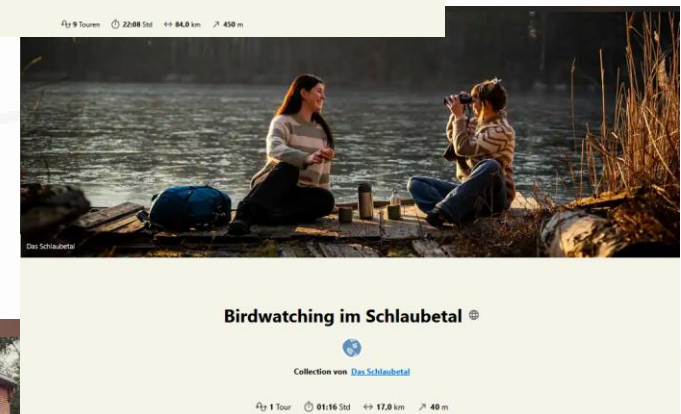 9 Touren 22:08 Std 84,0 km 450 m
Das Schlaubetal
Birdwatching im Schlaubetal
Collection von Das Schlaubetal
1 Tour 01:16 Std 17,0 km 40 m